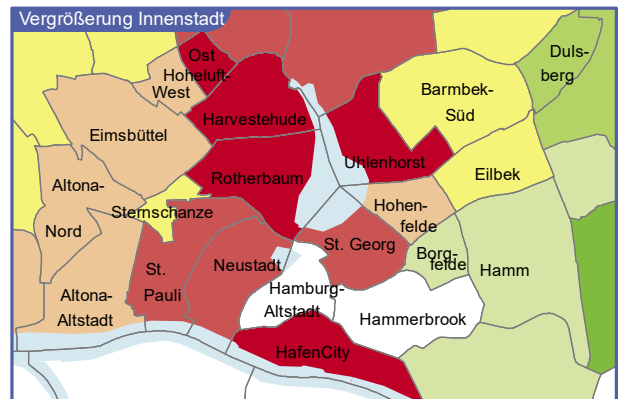 Vergrößerung Innenstadt
Ost
Hoheluft-
West
Duls-
berg
Barmbek-
Süd
Harvestehude
Eimsbüttel
Uhlenhorst
Rotherbaum
Eilbek
Altona-
Nord
Sternschanze
Hohen-
felde
St. Georg
Borg-
felde
Neustadt
St.
Pauli
Hamm
Hamburg-
Altstadt
Altona-
Altstadt
Hammerbrook
HafenCity